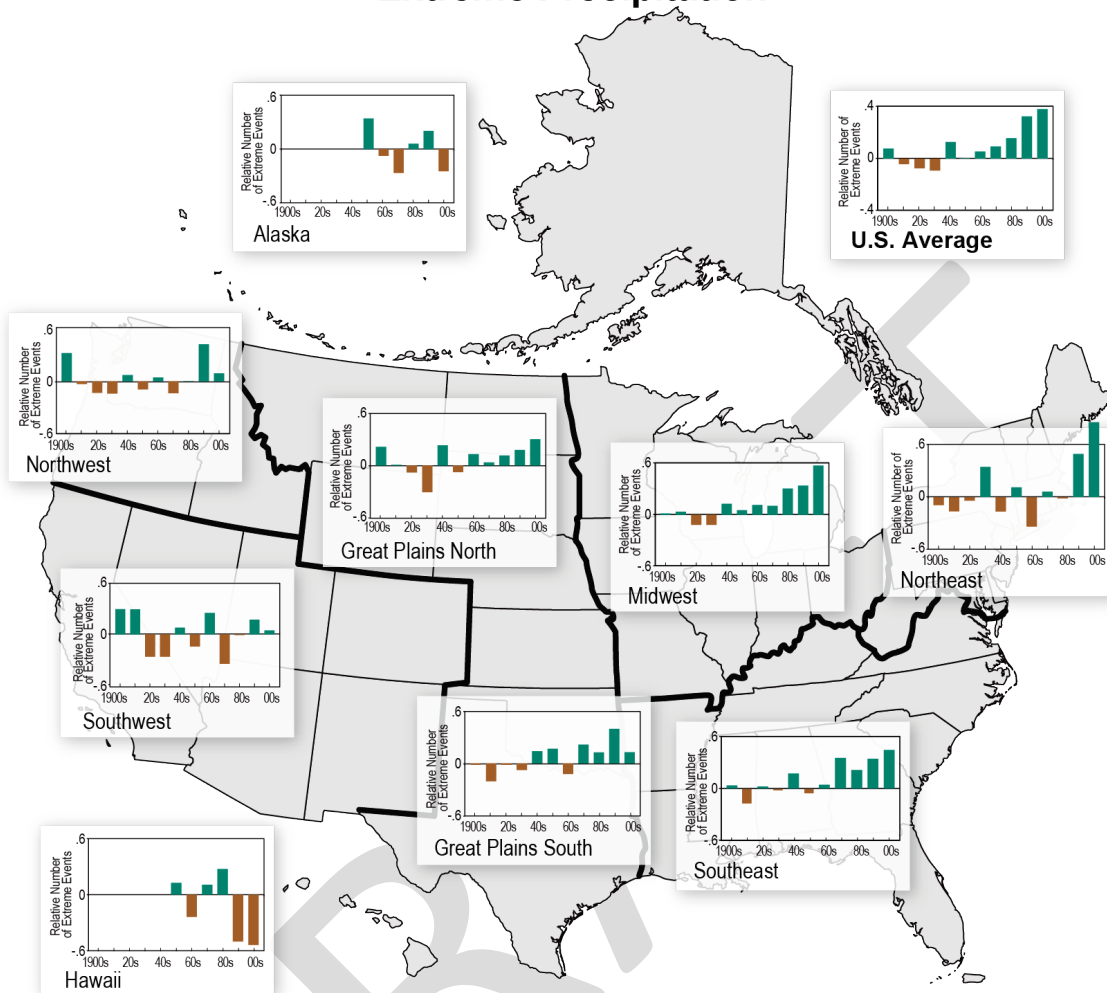 Extreme Precipitation
.6
0
-.6
Relative Number
of Extreme Events
1900s 20s 40s 60s 80s 00s
Alaska
.4
0
-.4
Relative Number of
Extreme Events
1900s 20s 40s 60s 80s 00s
U.S. Average
.6
0
-.6
Relative Number
of Extreme Events
1900s 20s 40s 60s 80s 00s
Northwest
.6
0
-.6
Relative Number
of Extreme Events
1900s 20s 40s 60s 80s 00s
Great Plains North
.6
0
-.6
Relative Number
of Extreme Events
1900s 20s 40s 60s 80s 00s
Midwest
.6
0
-.6
Relative Number of
Extreme Events
1900s 20s 40s 60s 80s 00s
Northeast
.6
0
-.6
Relative Number
of Extreme Events
1900s 20s 40s 60s 80s 00s
Southwest
.6
0
-.6
Relative Number
of Extreme Events
1900s 20s 40s 60s 80s 00s
Great Plains South
.6
0
-.6
Relative Number
of Extreme Events
1900s 20s 40s 60s 80s 00s
Southeast
.6
0
-.6
Relative Number
of Extreme Events
1900s 20s 40s 60s 80s 00s
Hawaii